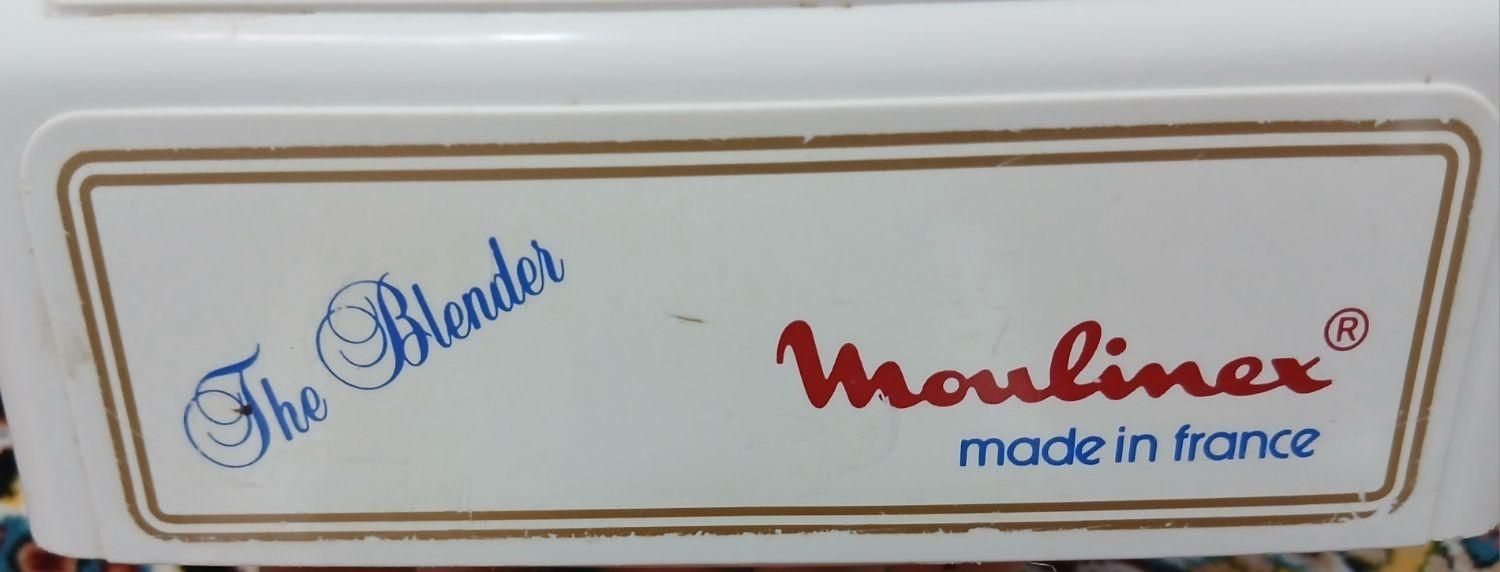 The Blender
Moulinex®
made in france